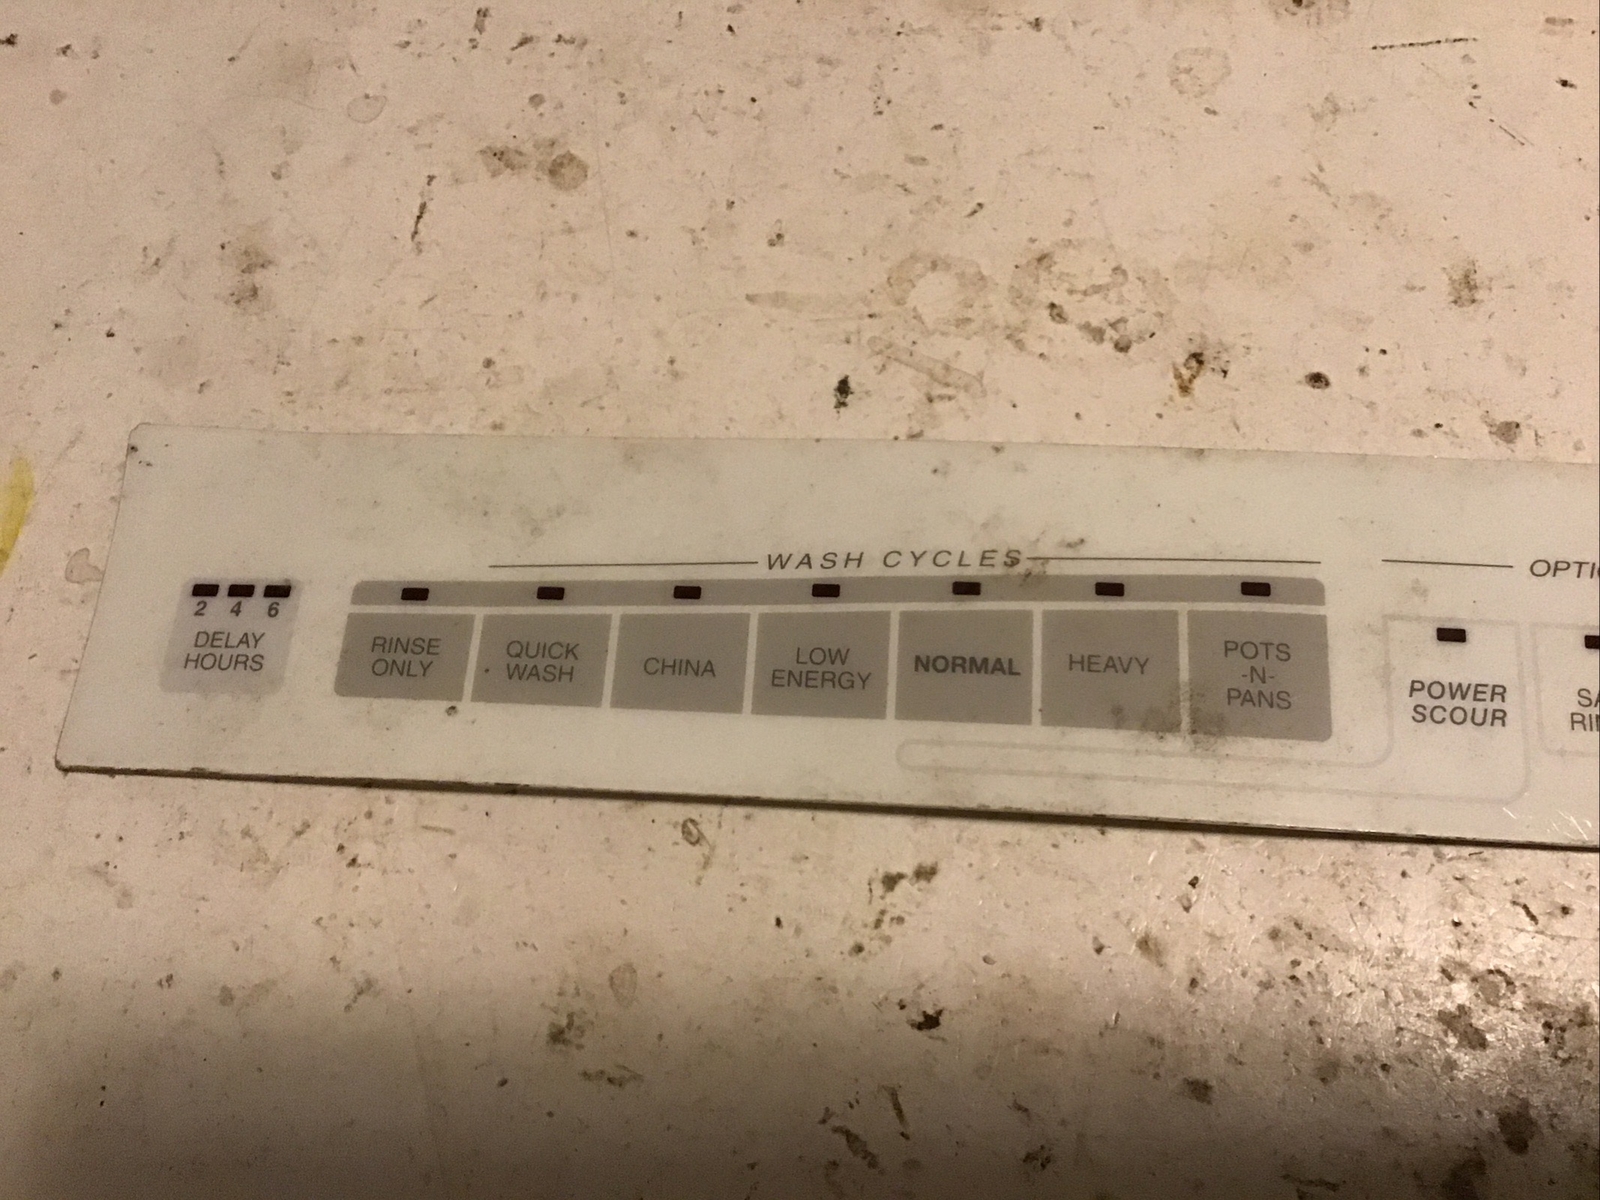 WASH CYCLES
2 4 6
DELAY
HOURS
RINSE
ONLY
QUICK
WASH
CHINA
LOW
ENERGY
NORMAL
HEAVY
POTS
-N-
PANS
POWER
SCOUR